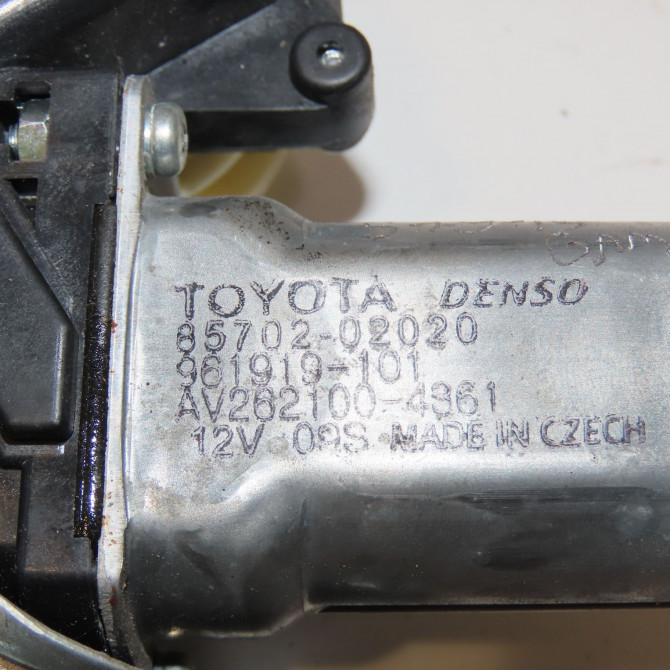 TOYOTA DENSO
85702-02020
961919-101
AV262100-4361
12V 09S MADE IN CZECH